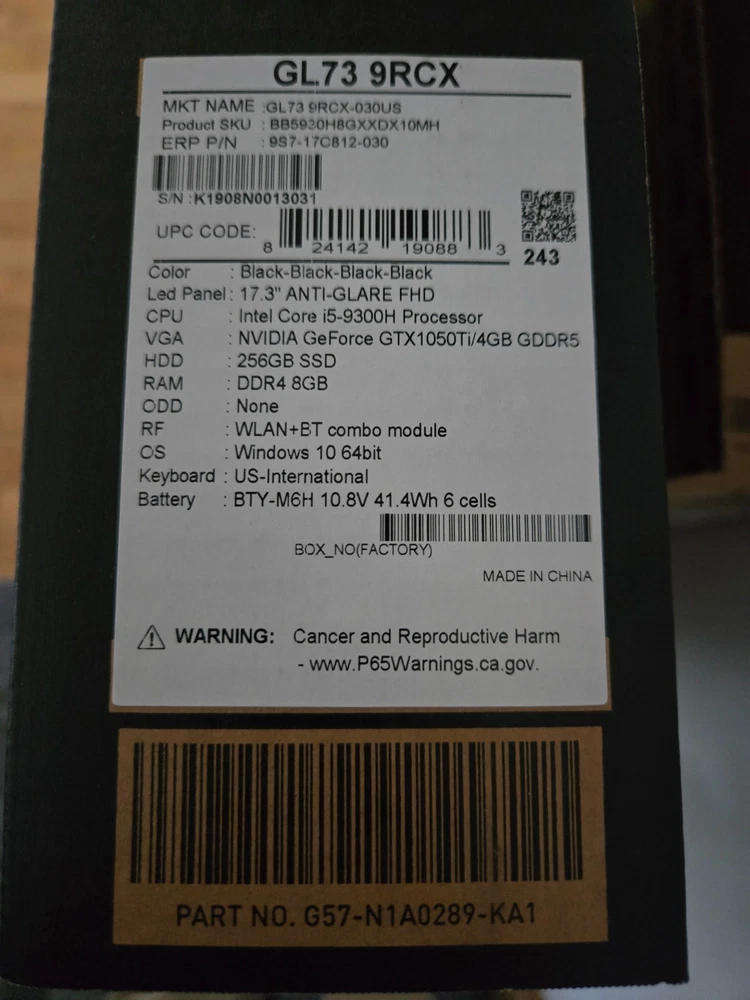 GL73 9RCX
MKT NAME :GL73 9RCX-030US
Product SKU : BB5930H8GXXDX10MH
ERP P/N : 9S7-17C812-030
S/N :K1908N0013031
UPC CODE: 8 24142 19088 3
243
Color : Black-Black-Black-Black
Led Panel : 17.3" ANTI-GLARE FHD
CPU : Intel Core i5-9300H Processor
VGA : NVIDIA GeForce GTX1050Ti/4GB GDDR5
HDD : 256GB SSD
RAM : DDR4 8GB
ODD : None
RF : WLAN+BT combo module
OS : Windows 10 64bit
Keyboard : US-International
Battery : BTY-M6H 10.8V 41.4Wh 6 cells
BOX_NO(FACTORY)
MADE IN CHINA
WARNING: Cancer and Reproductive Harm
- www.P65Warnings.ca.gov.
PART NO. G57-N1A0289-KA1